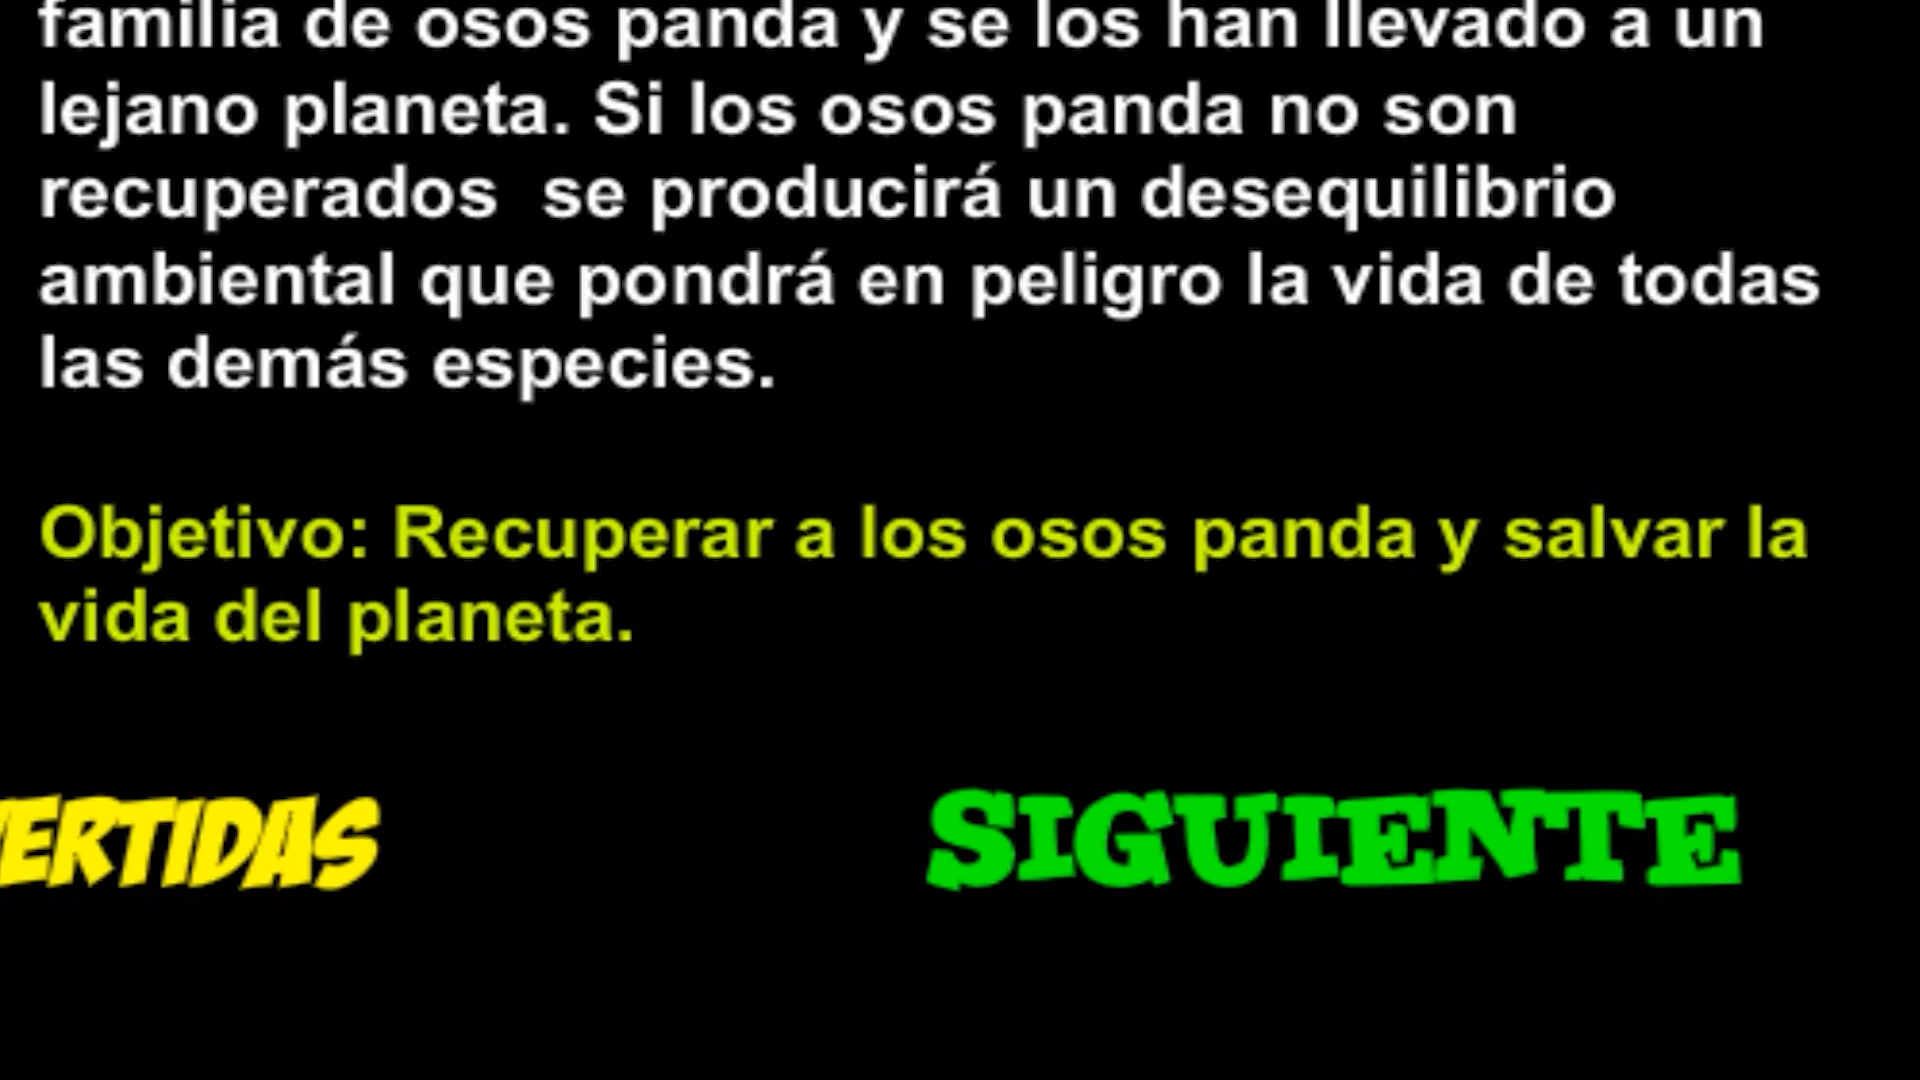 familia de osos panda y se los han llevado a un
lejano planeta. Si los osos panda no son
recuperados  se producirá un desequilibrio
ambiental que pondrá en peligro la vida de todas
las demás especies.
Objetivo: Recuperar a los osos panda y salvar la
vida del planeta.
VERTIDAS
SIGUIENTE